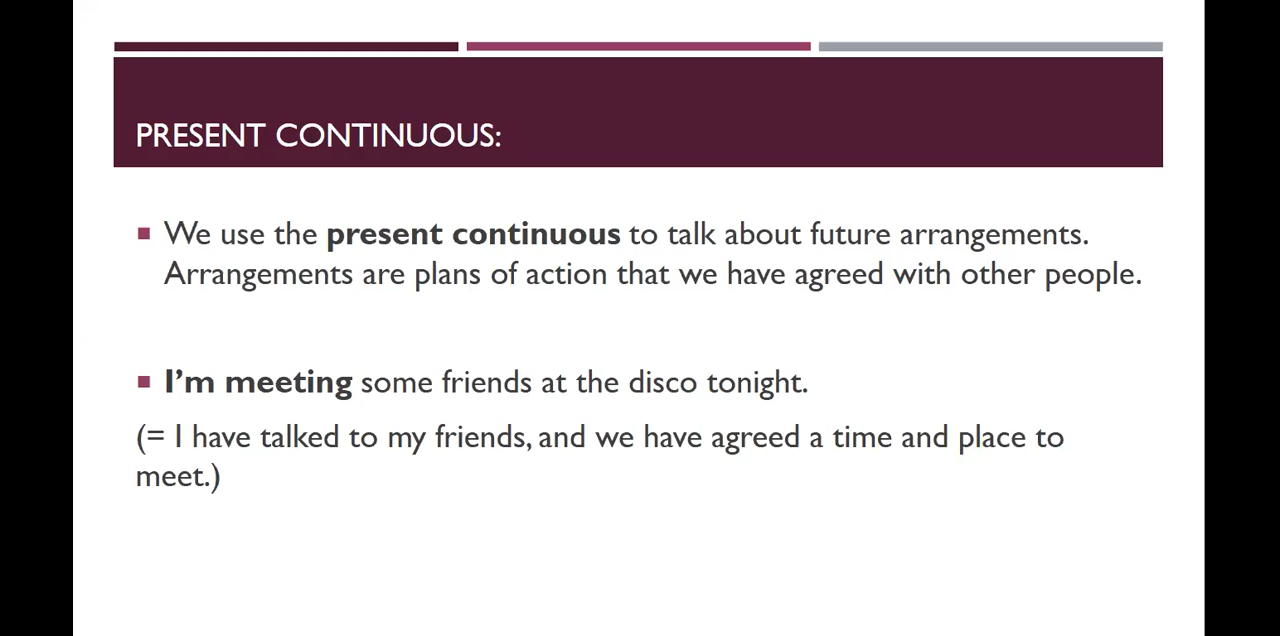 PRESENT CONTINUOUS:
We use the present continuous to talk about future arrangements.
Arrangements are plans of action that we have agreed with other people.
I'm meeting some friends at the disco tonight.
(= I have talked to my friends, and we have agreed a time and place to
meet.)